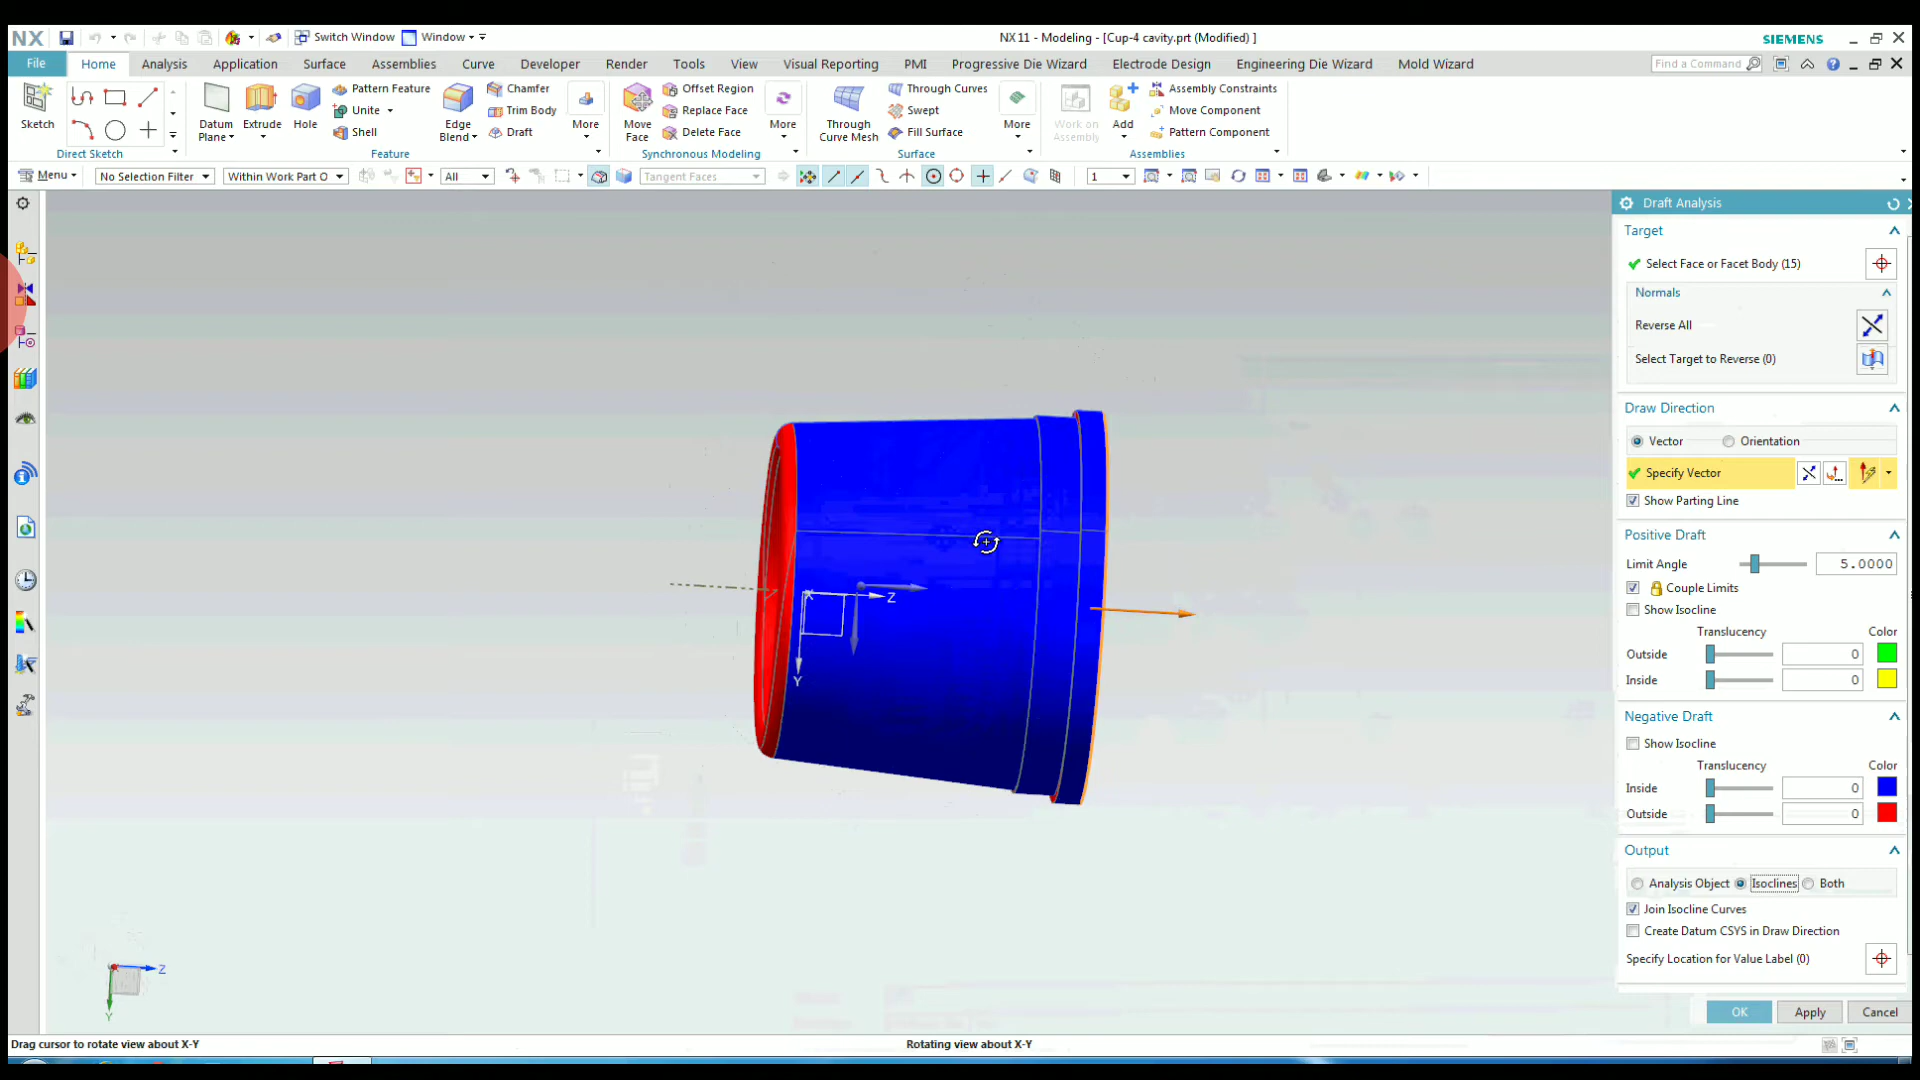 NX Switch Window Window NX 11 - Modeling - [Cup-4 cavity.prt (Modified) ] SIEMENS
File Home Analysis Application Surface Assemblies Curve Developer Render Tools View Visual Reporting PMI Progressive Die Wizard Electrode Design Engineering Die Wizard Mold Wizard Find a Command
Pattern Feature Chamfer Offset Region Through Curves Assembly Constraints
Unite Trim Body Replace Face Swept Move Component
Shell Draft Delete Face Fill Surface Pattern Component
Sketch Datum Plane Extrude Hole Edge Blend More Move Face More Through Curve Mesh More Work on Assembly Add
Direct Sketch Feature Synchronous Modeling Surface Assemblies
Menu No Selection Filter Within Work Part O All Tangent Faces 1
Draft Analysis
Target
Select Face or Facet Body (15)
Normals
Reverse All
Select Target to Reverse (0)
Draw Direction
Vector Orientation
Specify Vector
Show Parting Line
Positive Draft
Limit Angle 5.0000
Couple Limits
Show Isocline
Translucency Color
Outside 0
Inside 0
Negative Draft
Show Isocline
Translucency Color
Inside 0
Outside 0
Output
Analysis Object Isoclines Both
Join Isocline Curves
Create Datum CSYS in Draw Direction
Specify Location for Value Label (0)
OK Apply Cancel
X Z
Y
Z
Y
Drag cursor to rotate view about X-Y Rotating view about X-Y